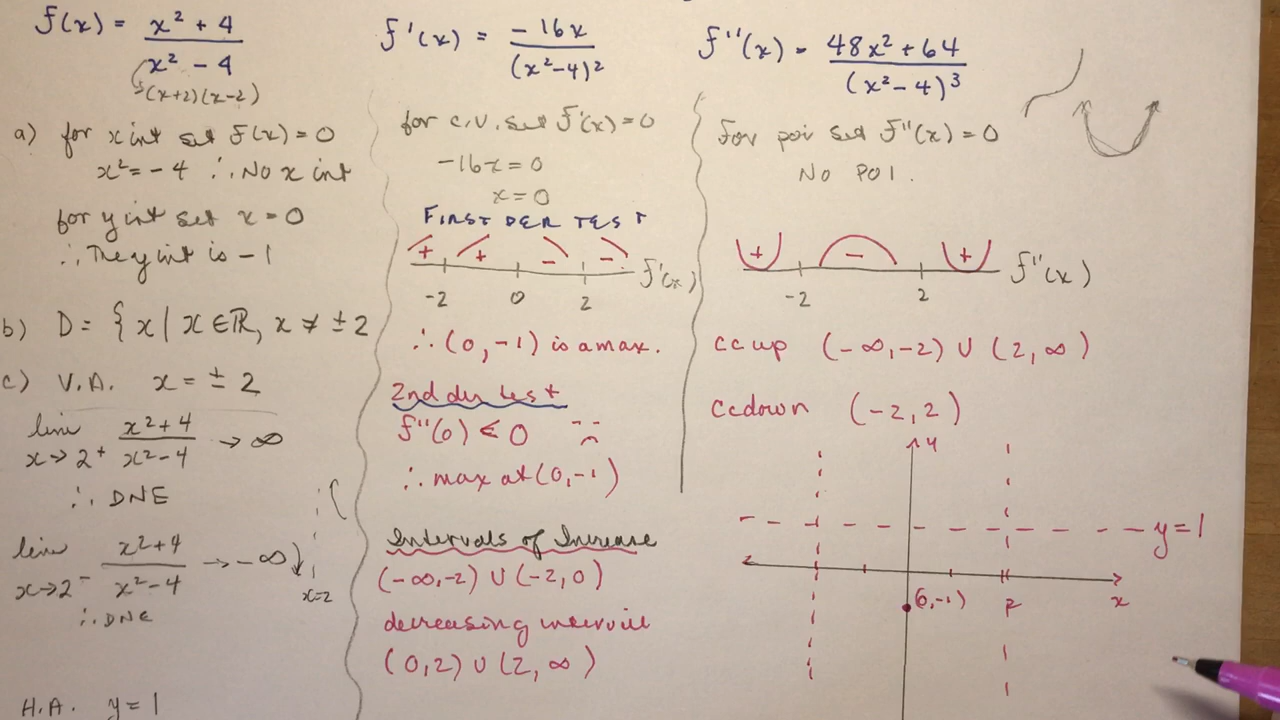 f(x) = x² + 4 / x² - 4
(x+2)(x-2)
a) for x int set f(x) = 0
x² = -4 ∴ No x int
for y int set x = 0
∴ The y int is -1
b) D = { x | x ∈ ℝ, x ≠ ± 2
c) V.A. x = ± 2
lim x→2⁺ x²+4 / x²-4 → ∞
∴ DNE
lim x→2⁻ x²+4 / x²-4 → -∞
x=2
∴ DNE
H.A. y = 1
f'(x) = -16x / (x²-4)²
for c.v. set f'(x) = 0
-16x = 0
x = 0
FIRST DER TEST
+ + - -
f'(x)
-2 0 2
∴ (0,-1) is a max.
2nd der test
f''(0) < 0
∴ max at (0,-1)
Intervals of Increase
(-∞,-2) ∪ (-2,0)
decreasing
(0,2) ∪ (2,∞)
f''(x) = 48x² + 64 / (x²-4)³
For poi set f''(x) = 0
No POI.
+ - +
f''(x)
-2 2
cc up (-∞,-2) ∪ (2,∞)
ccdown (-2,2)
y
y=1
(0,-1)
x